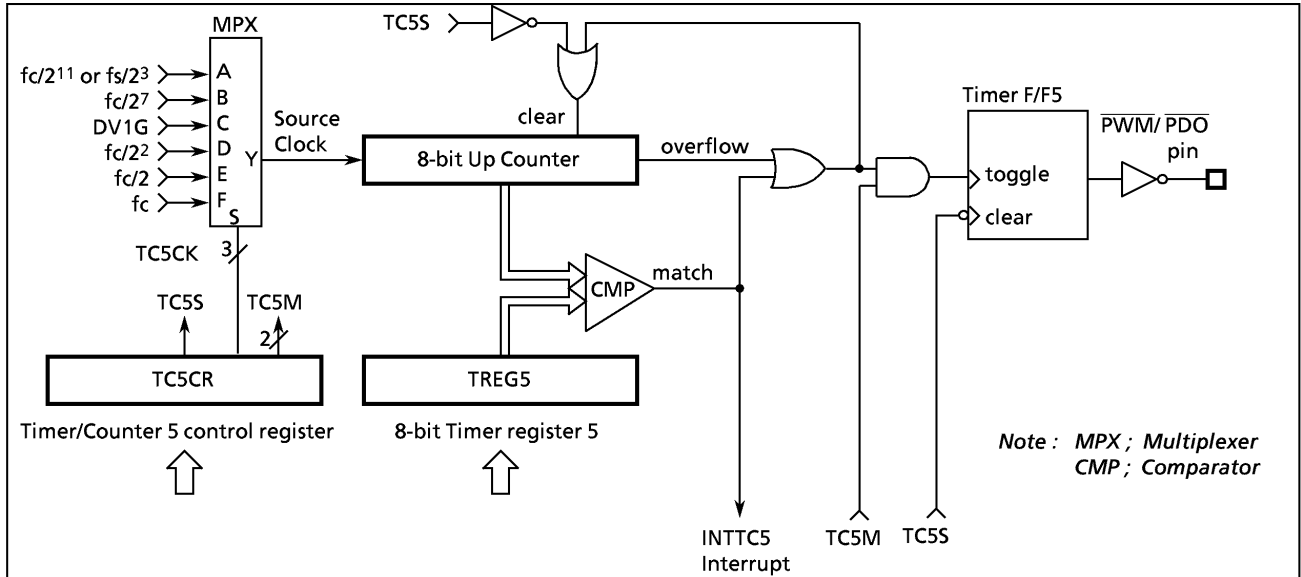 MPX
TC5S
fc/2¹¹ or fs/2³
fc/2⁷
DV1G
fc/2²
fc/2
fc
A
B
C
D
E
F
Y
S
Source
Clock
clear
8-bit Up Counter
overflow
Timer F/F5
toggle
clear
PWM/ PDO
pin
TC5CK
3
TC5S
TC5M
2
CMP
match
TC5CR
TREG5
Timer/Counter 5 control register
8-bit Timer register 5
Note : MPX ; Multiplexer
CMP ; Comparator
INTTC5
Interrupt
TC5M
TC5S